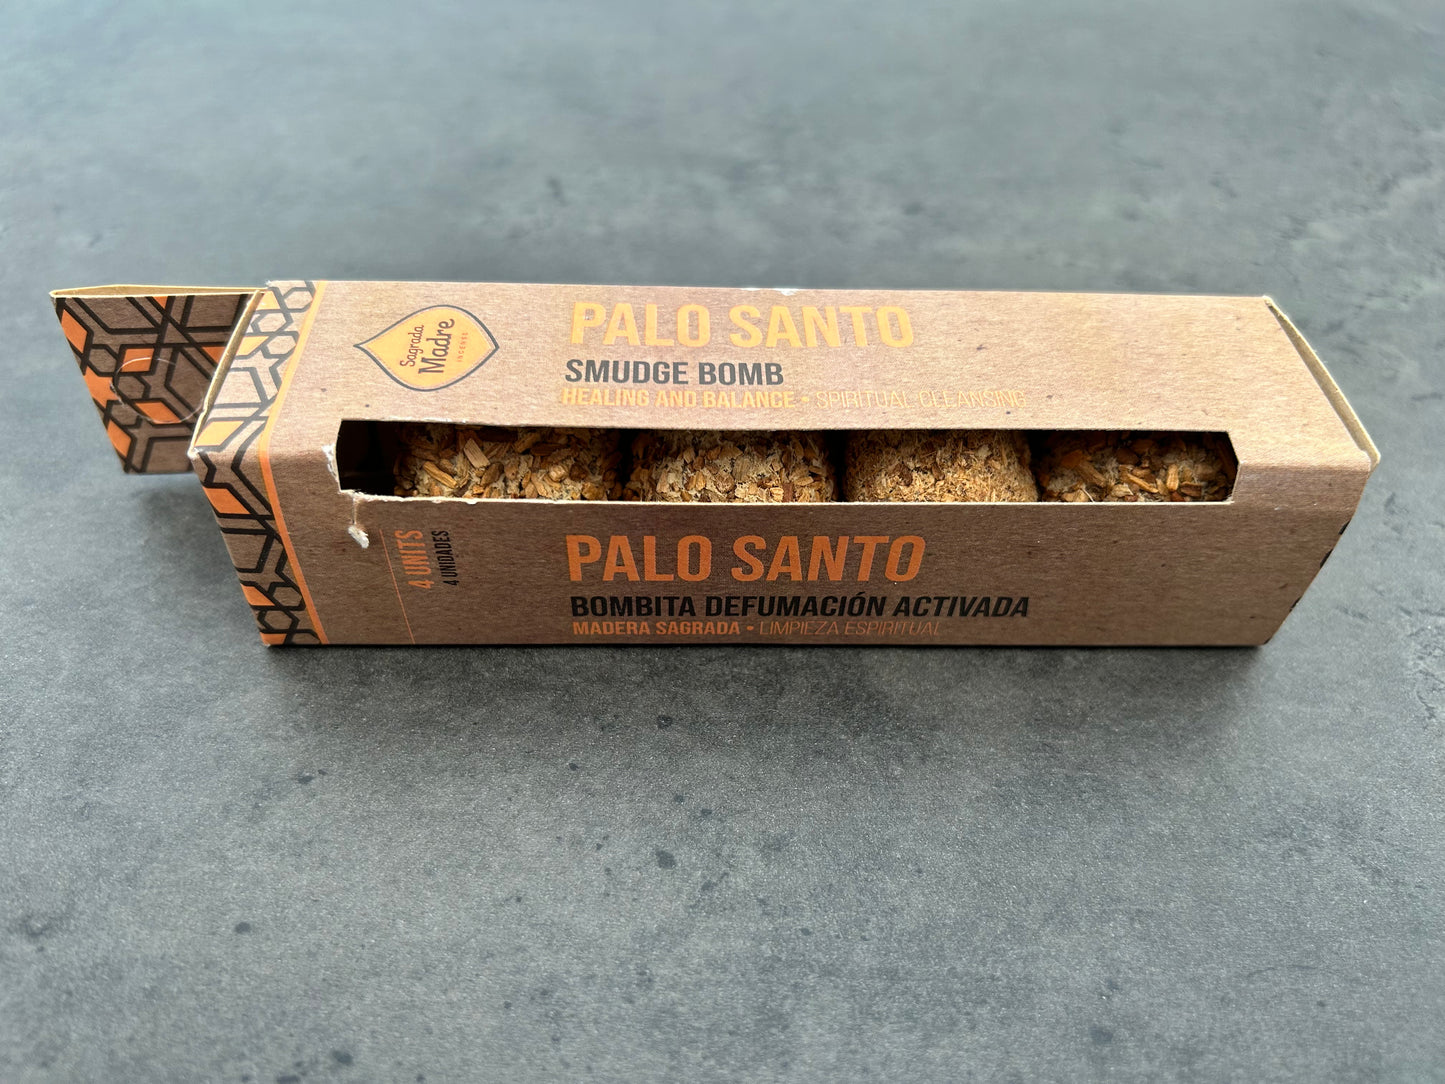 Sagrada
Madre
INCENSE
PALO SANTO
SMUDGE BOMB
HEALING AND BALANCE • SPIRITUAL CLEANSING
4 UNITS
4 UNIDADES
PALO SANTO
BOMBITA DEFUMACIÓN ACTIVADA
MADERA SAGRADA • LIMPIEZA ESPIRITUAL